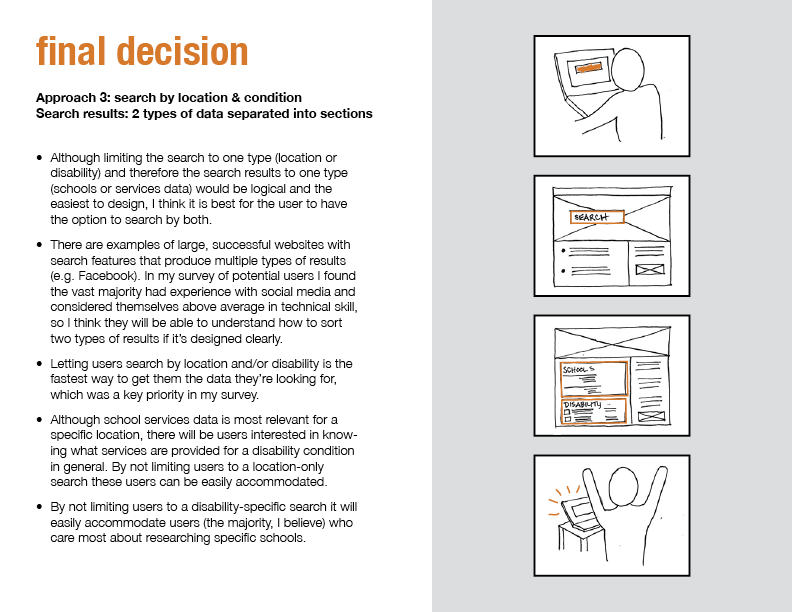 final decision
Approach 3: search by location & condition
Search results: 2 types of data separated into sections
• Although limiting the search to one type (location or
disability) and therefore the search results to one type
(schools or services data) would be logical and the
easiest to design, I think it is best for the user to have
the option to search by both.
• There are examples of large, successful websites with
search features that produce multiple types of results
(e.g. Facebook). In my survey of potential users I found
the vast majority had experience with social media and
considered themselves above average in technical skill,
so I think they will be able to understand how to sort
two types of results if it's designed clearly.
• Letting users search by location and/or disability is the
fastest way to get them the data they're looking for,
which was a key priority in my survey.
• Although school services data is most relevant for a
specific location, there will be users interested in know-
ing what services are provided for a disability condition
in general. By not limiting users to a location-only
search these users can be easily accommodated.
• By not limiting users to a disability-specific search it will
easily accommodate users (the majority, I believe) who
care most about researching specific schools.
SEARCH
SCHOOLS
DISABILITY